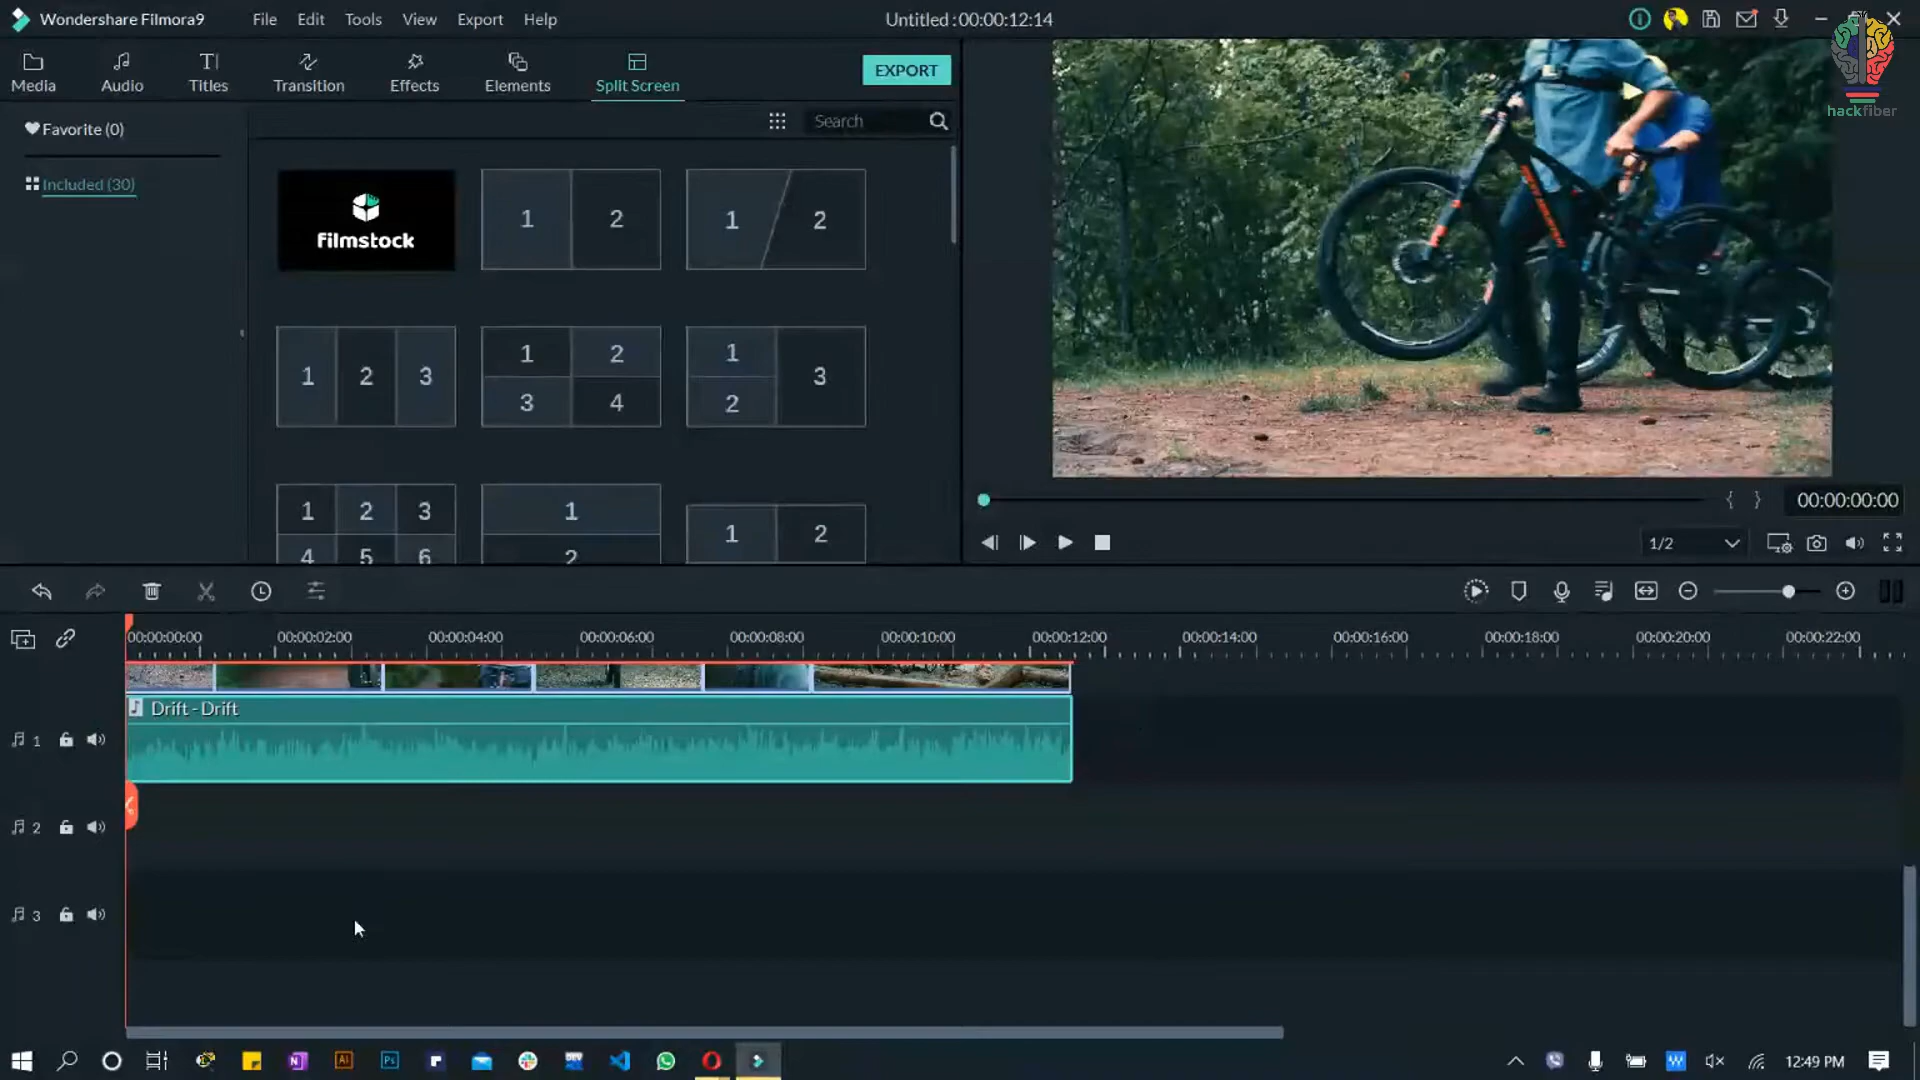 Wondershare Filmora9
File Edit Tools View Export Help
Untitled : 00:00:12:14
Media
Audio
Titles
Transition
Effects
Elements
Split Screen
EXPORT
hackfiber
Favorite (0)
Search
Included (30)
filmstock
1 2
1 2
1 2 3
1 2
3 4
1
2
3
1 2 3
4 5 6
1
2
1 2
{ } 00:00:00:00
1/2
00:00:00:00 00:00:02:00 00:00:04:00 00:00:06:00 00:00:08:00 00:00:10:00 00:00:12:00 00:00:14:00 00:00:16:00 00:00:18:00 00:00:20:00 00:00:22:00
Drift - Drift
1
2
3
N
Ai
Ps
DEV
W
12:49 PM